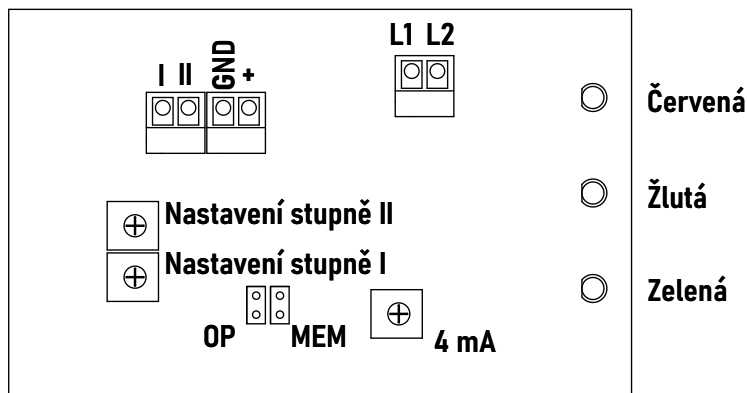 L1 L2
I II GND +
Červená
Nastavení stupně II
Žlutá
Nastavení stupně I
Zelená
OP MEM
4 mA